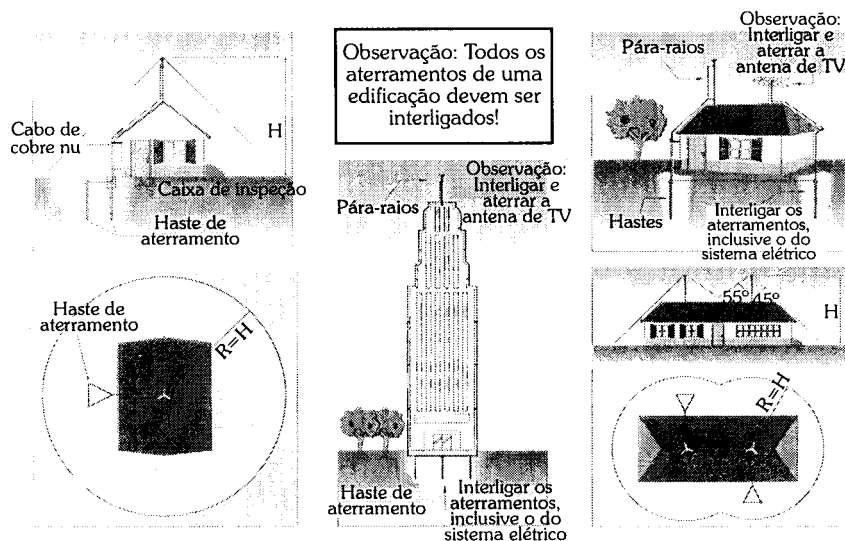 Cabo de
cobre nu
H
Caixa de inspeção
Haste de
aterramento
Haste de
aterramento
R=H
Observação: Todos os
aterramentos de uma
edificação devem ser
interligados!
Observação:
Interligar e
aterrar a
antena de TV
Pára-raios
Haste de
aterramento
Interligar os
aterramentos,
inclusive o do
sistema elétrico
Observação:
Interligar e
aterrar a
antena de TV
Pára-raios
Hastes
Interligar os
aterramentos,
inclusive o do
sistema elétrico
55º 45º
H
R=H